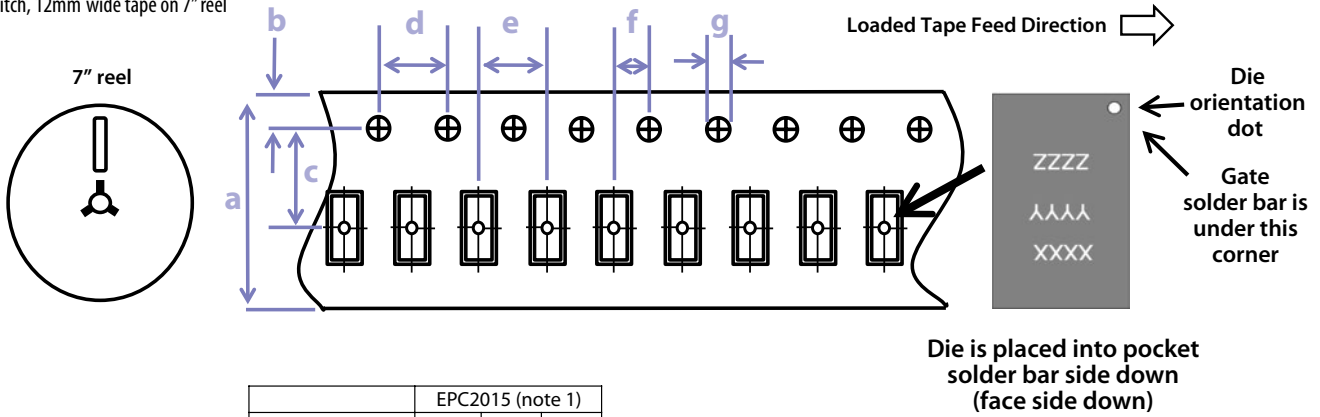 itch, 12mm wide tape on 7" reel
7” reel
b
d
e
f
g
a
c
Loaded Tape Feed Direction
Die
orientation
dot
Gate
solder bar is
under this
corner
ZZZZ
YYYY
XXXX
Die is placed into pocket
solder bar side down
(face side down)
EPC2015 (note 1)